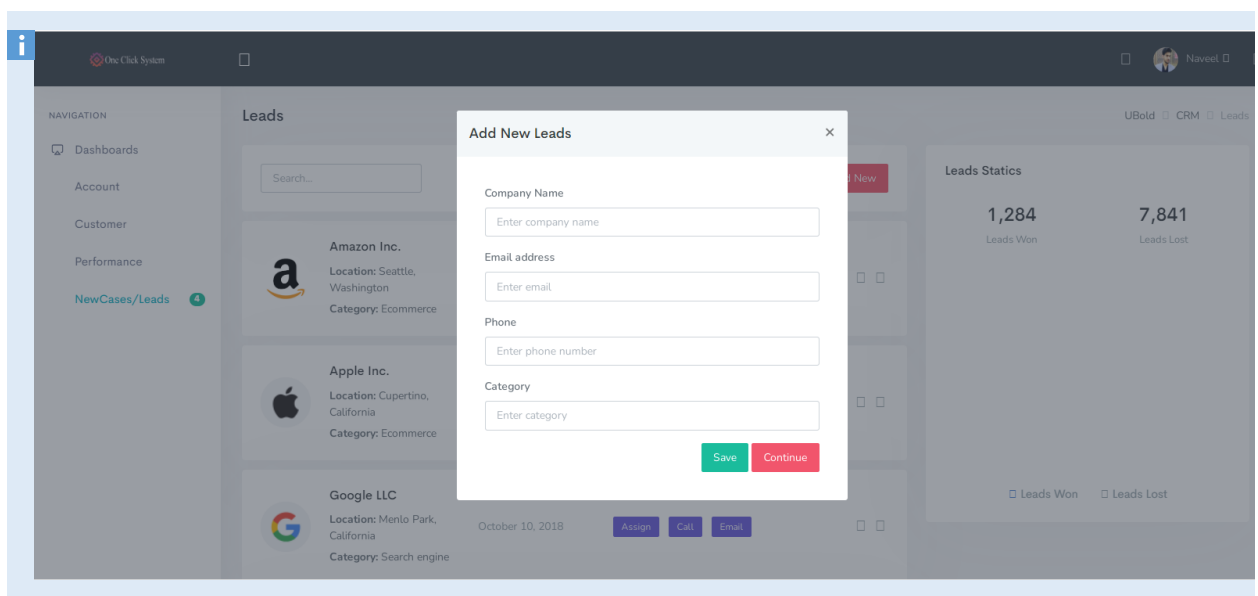 i
One Click System
Naveel
NAVIGATION
Dashboards
Account
Customer
Performance
NewCases/Leads 4
Leads
UBold CRM Leads
Search...
New
Amazon Inc.
Location: Seattle,
Washington
Category: Ecommerce
Apple Inc.
Location: Cupertino,
California
Category: Ecommerce
Google LLC
Location: Menlo Park,
California
Category: Search engine
October 10, 2018
Assign Call Email
Add New Leads ×
Company Name
Enter company name
Email address
Enter email
Phone
Enter phone number
Category
Enter category
Save Continue
Leads Statics
1,284 7,841
Leads Won Leads Lost
Leads Won Leads Lost